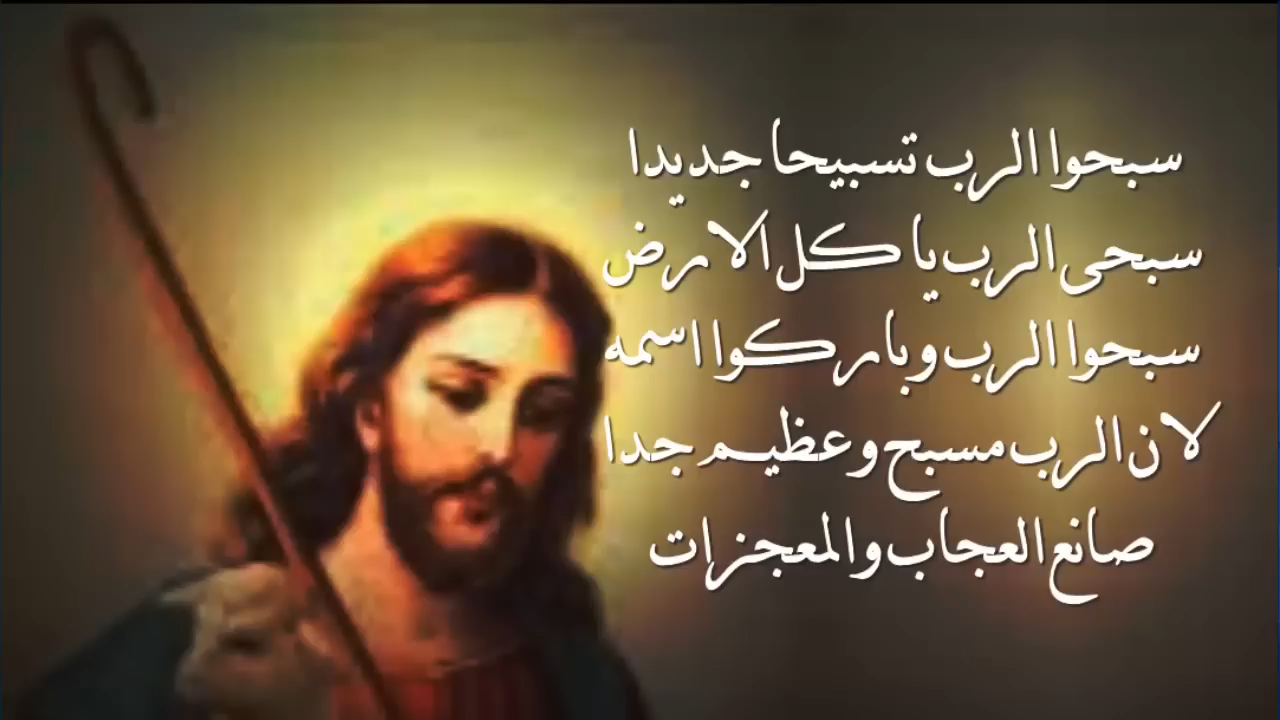 سبحوا الرب تسبيحا جديدا
سبحى الرب يا كل الارض
سبحوا الرب وباركوا اسمه
لان الرب مسبح وعظيم جدا
صانع العجاب والمعجزات